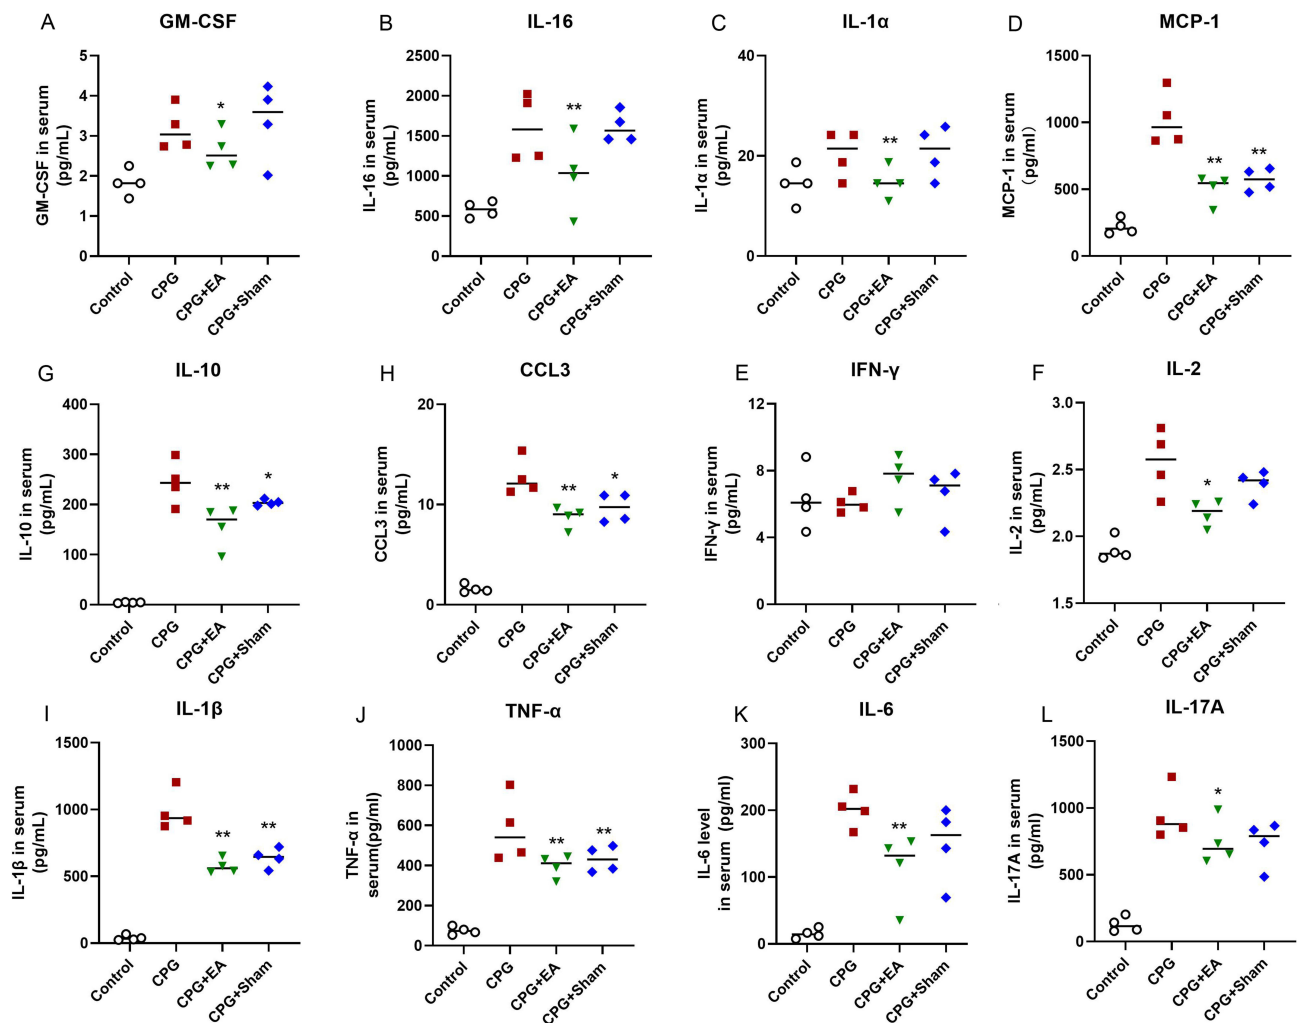 A GM-CSF
GM-CSF in serum
(pg/mL)
5
4
3
2
1
0
*
Control
CPG
CPG+EA
CPG+Sham
B IL-16
IL-16 in serum
(pg/mL)
2500
2000
1500
1000
500
0
**
Control
CPG
CPG+EA
CPG+Sham
C IL-1α
IL-1α in serum
(pg/mL)
40
20
0
**
Control
CPG
CPG+EA
CPG+Sham
D MCP-1
MCP-1 in serum
(pg/ml)
1500
1000
500
0
** **
Control
CPG
CPG+EA
CPG+Sham
G IL-10
IL-10 in serum
(pg/mL)
400
300
200
100
0
** *
Control
CPG
CPG+EA
CPG+Sham
H CCL3
CCL3 in serum
(pg/mL)
20
10
0
** *
Control
CPG
CPG+EA
CPG+Sham
E IFN-γ
IFN-γ in serum
(pg/mL)
12
8
4
0
Control
CPG
CPG+EA
CPG+Sham
F IL-2
IL-2 in serum
(pg/mL)
3.0
2.5
2.0
1.5
*
Control
CPG
CPG+EA
CPG+Sham
I IL-1β
IL-1β in serum
(pg/mL)
1500
1000
500
0
** **
Control
CPG
CPG+EA
CPG+Sham
J TNF-α
TNF-α in
serum(pg/ml)
1000
800
600
400
200
0
** **
Control
CPG
CPG+EA
CPG+Sham
K IL-6
IL-6 level
in serum (pg/ml)
300
200
100
0
**
Control
CPG
CPG+EA
CPG+Sham
L IL-17A
IL-17A in serum
(pg/ml)
1500
1000
500
0
*
Control
CPG
CPG+EA
CPG+Sham